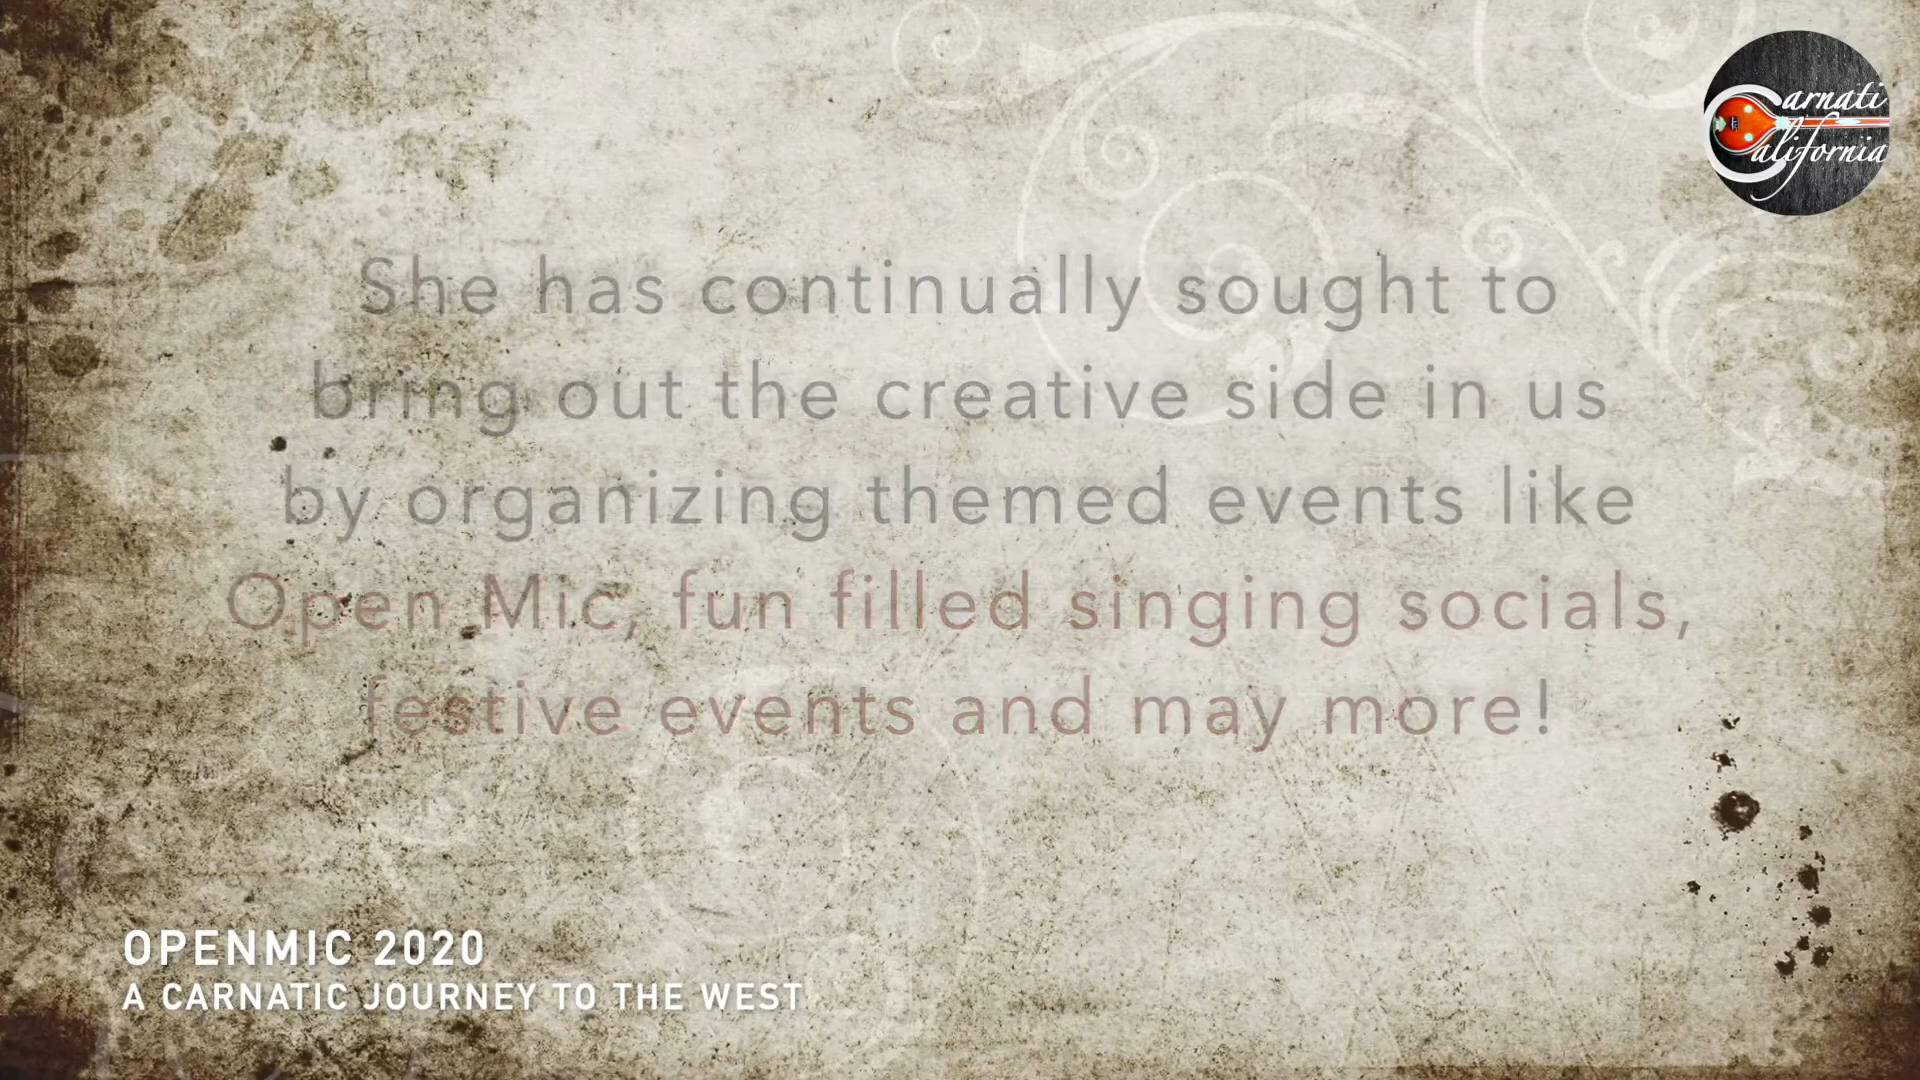 Carnatic
California
She has continually sought to
bring out the creative side in us
by organizing themed events like
Open Mic, fun filled singing socials,
festive events and may more!
OPENMIC 2020
A CARNATIC JOURNEY TO THE WEST